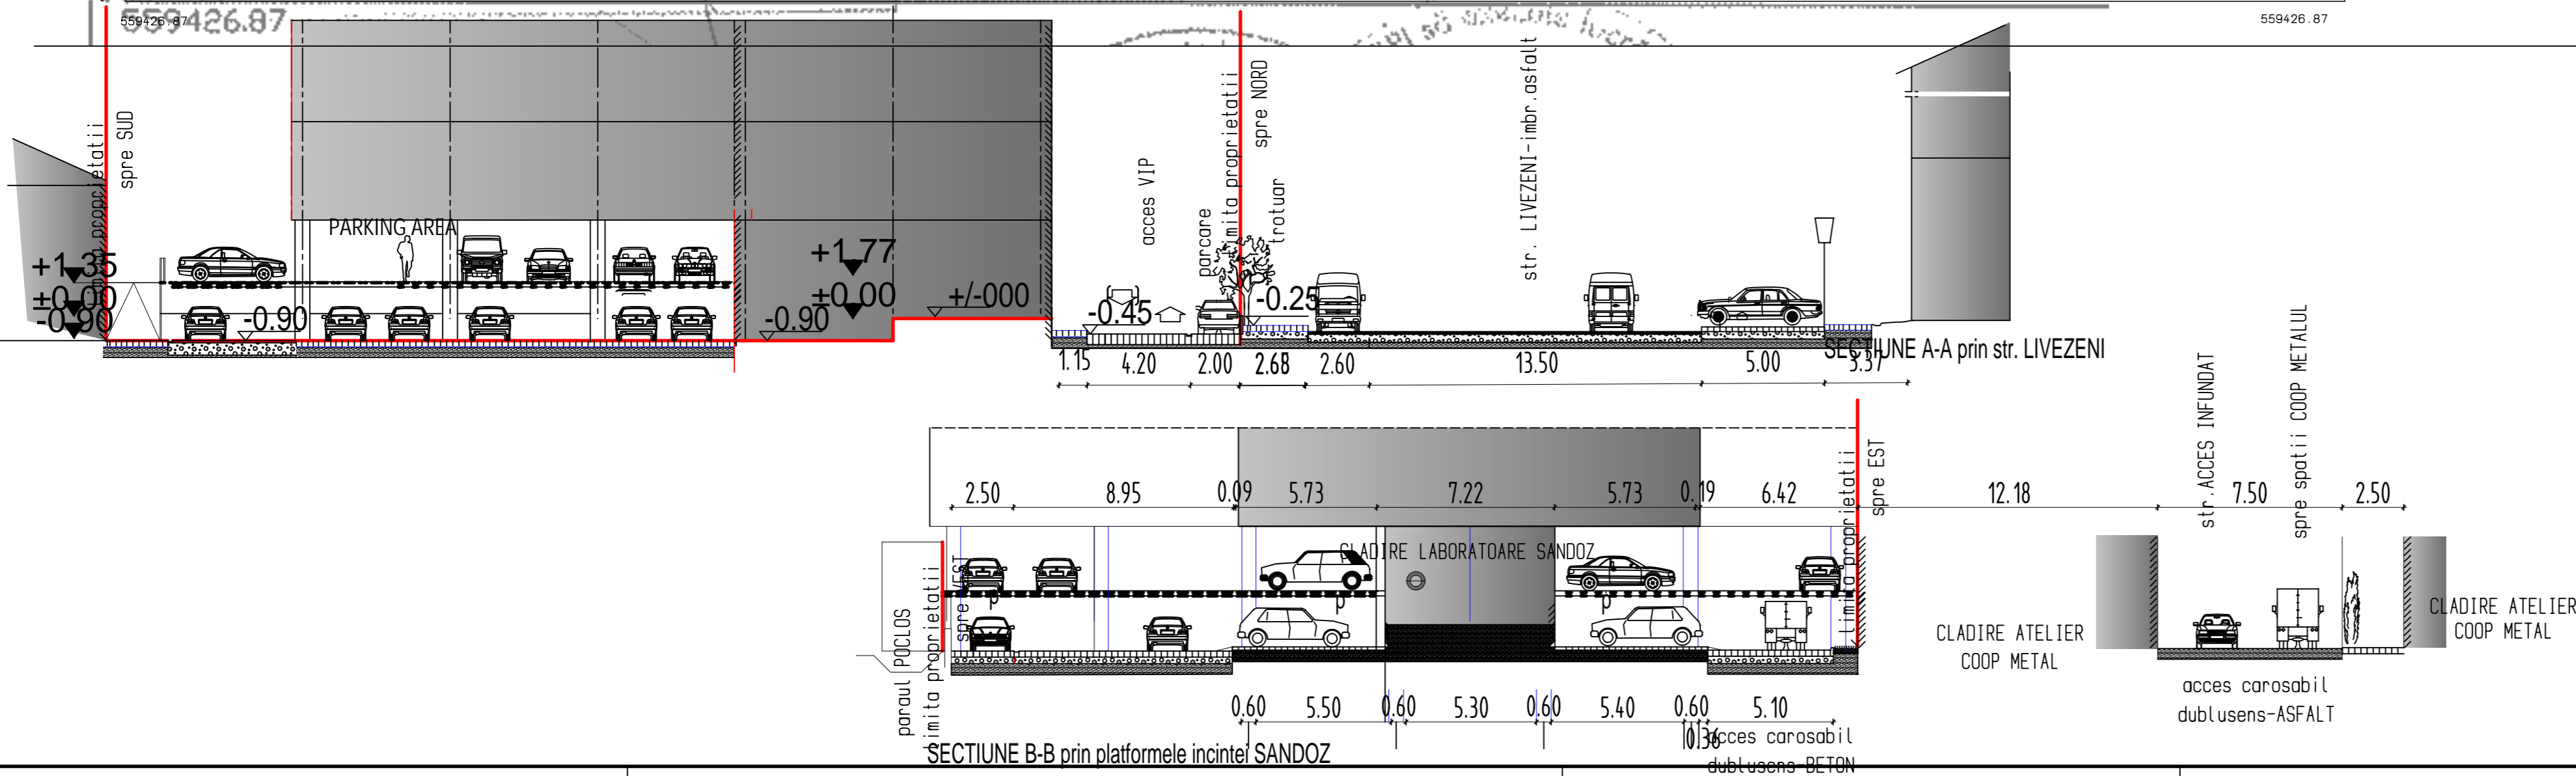 559426.87
559426.87
559426.87
limita proprietatii
spre SUD
PARKING AREA
+1.35
±0.00
-0.90
-0.90
+1.77
±0.00
-0.90
+/-000
acces VIP
parcare
limita proprietatii
spre NORD
trotuar
-0.45
-0.25
str. LIVEZENI-imbr.asfalt
1.15
4.20
2.00
2.68
2.60
13.50
5.00
3.37
SECTIUNE A-A prin str. LIVEZENI
2.50
8.95
0.09
5.73
7.22
5.73
0.19
6.42
12.18
7.50
2.50
limita proprietatii
spre EST
str.ACCES INFUNDAT
spre spatii COOP METALUL
CLADIRE LABORATOARE SANDOZ
p
p
p
paraul POCLOS
limita proprietatii
spre VEST
CLADIRE ATELIER
COOP METAL
CLADIRE ATELIER
COOP METAL
acces carosabil
dublusens-ASFALT
0.60
5.50
0.60
5.30
0.60
5.40
0.60
5.10
0.36
acces carosabil
dublusens-BETON
SECTIUNE B-B prin platformele incintei SANDOZ